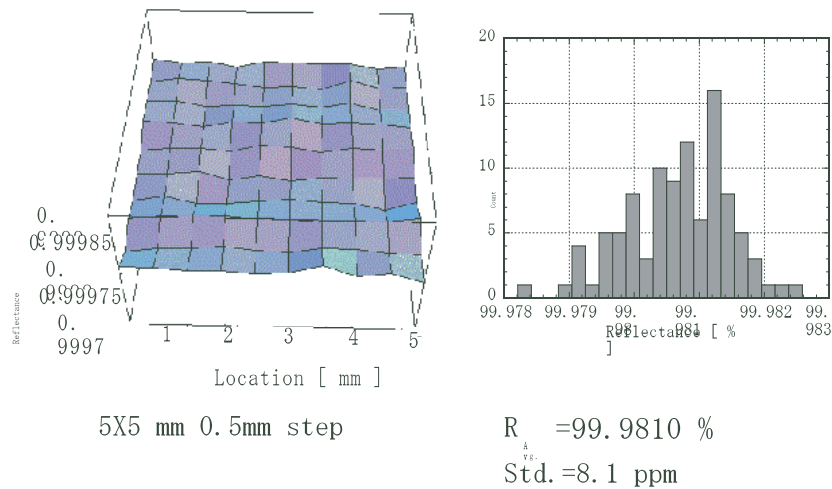 0.
0.99985
0.
0.99975
0.
9997
Reflectance
1 2 3 4 5
Location [ mm ]
5X5 mm 0.5mm step
20
15
10
5
0
Count
99.978 99.979 99.98 99.981 99.982 99.983
Reflectance [ % ]
R Avg. =99.9810 %
Std.=8.1 ppm